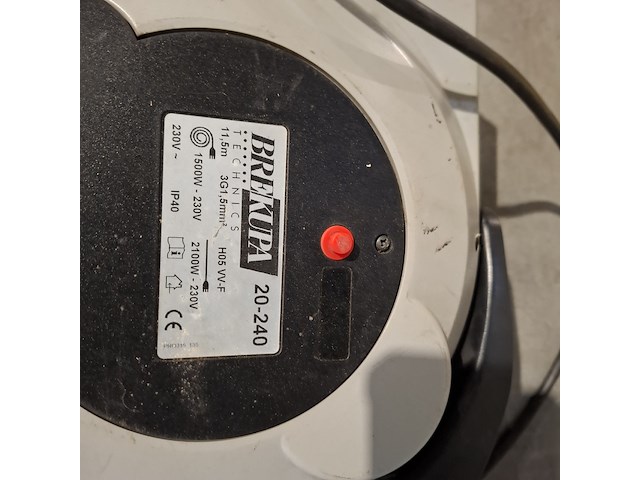 BREKUPA 20-240
TECHNICS
11,5m 3G1,5mm² H05 VV-F
1500W - 230V 2100W - 230V
230V ~ IP40 CE